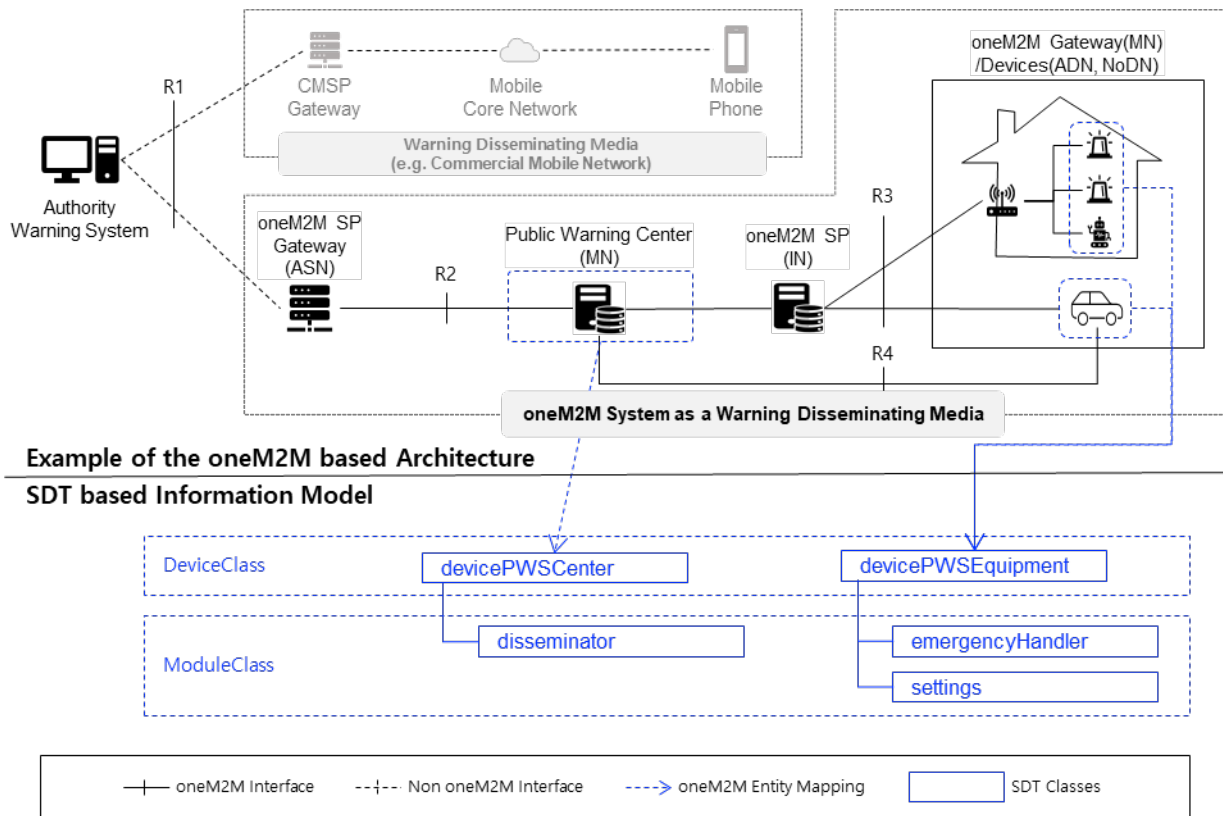 oneM2M Gateway(MN)
/Devices(ADN, NoDN)
R1
CMSP
Gateway
Mobile
Core Network
Mobile
Phone
Warning Disseminating Media
(e.g. Commercial Mobile Network)
Authority
Warning System
oneM2M SP
Gateway
(ASN)
R2
Public Warning Center
(MN)
oneM2M SP
(IN)
R3
R4
oneM2M System as a Warning Disseminating Media
Example of the oneM2M based Architecture
SDT based Information Model
DeviceClass
devicePWSCenter
devicePWSEquipment
ModuleClass
disseminator
emergencyHandler
settings
oneM2M Interface
Non oneM2M Interface
oneM2M Entity Mapping
SDT Classes